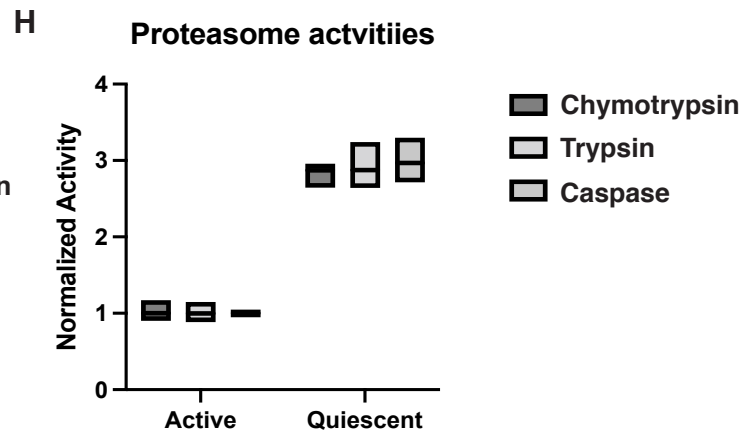 H
Proteasome actvitiies
n
Normalized Activity
4
3
2
1
0
Active
Quiescent
Chymotrypsin
Trypsin
Caspase